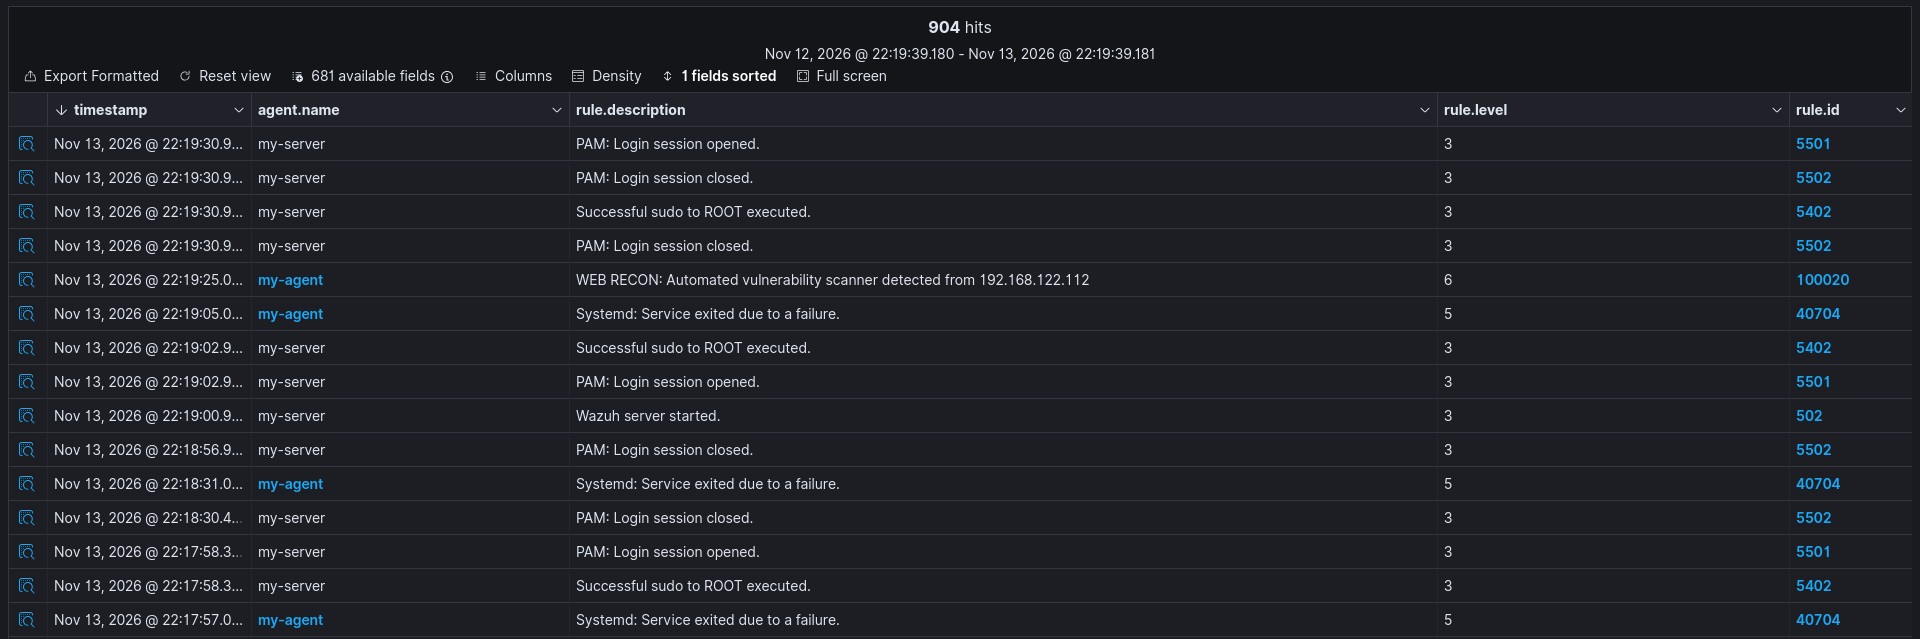 904 hits
Nov 12, 2026 @ 22:19:39.180 - Nov 13, 2026 @ 22:19:39.181
Export Formatted Reset view 681 available fields Columns Density 1 fields sorted Full screen
timestamp agent.name rule.description rule.level rule.id
Nov 13, 2026 @ 22:19:30.9... my-server PAM: Login session opened. 3 5501
Nov 13, 2026 @ 22:19:30.9... my-server PAM: Login session closed. 3 5502
Nov 13, 2026 @ 22:19:30.9... my-server Successful sudo to ROOT executed. 3 5402
Nov 13, 2026 @ 22:19:30.9... my-server PAM: Login session closed. 3 5502
Nov 13, 2026 @ 22:19:25.0... my-agent WEB RECON: Automated vulnerability scanner detected from 192.168.122.112 6 100020
Nov 13, 2026 @ 22:19:05.0... my-agent Systemd: Service exited due to a failure. 5 40704
Nov 13, 2026 @ 22:19:02.9... my-server Successful sudo to ROOT executed. 3 5402
Nov 13, 2026 @ 22:19:02.9... my-server PAM: Login session opened. 3 5501
Nov 13, 2026 @ 22:19:00.9... my-server Wazuh server started. 3 502
Nov 13, 2026 @ 22:18:56.9... my-server PAM: Login session closed. 3 5502
Nov 13, 2026 @ 22:18:31.0... my-agent Systemd: Service exited due to a failure. 5 40704
Nov 13, 2026 @ 22:18:30.4... my-server PAM: Login session closed. 3 5502
Nov 13, 2026 @ 22:17:58.3... my-server PAM: Login session opened. 3 5501
Nov 13, 2026 @ 22:17:58.3... my-server Successful sudo to ROOT executed. 3 5402
Nov 13, 2026 @ 22:17:57.0... my-agent Systemd: Service exited due to a failure. 5 40704